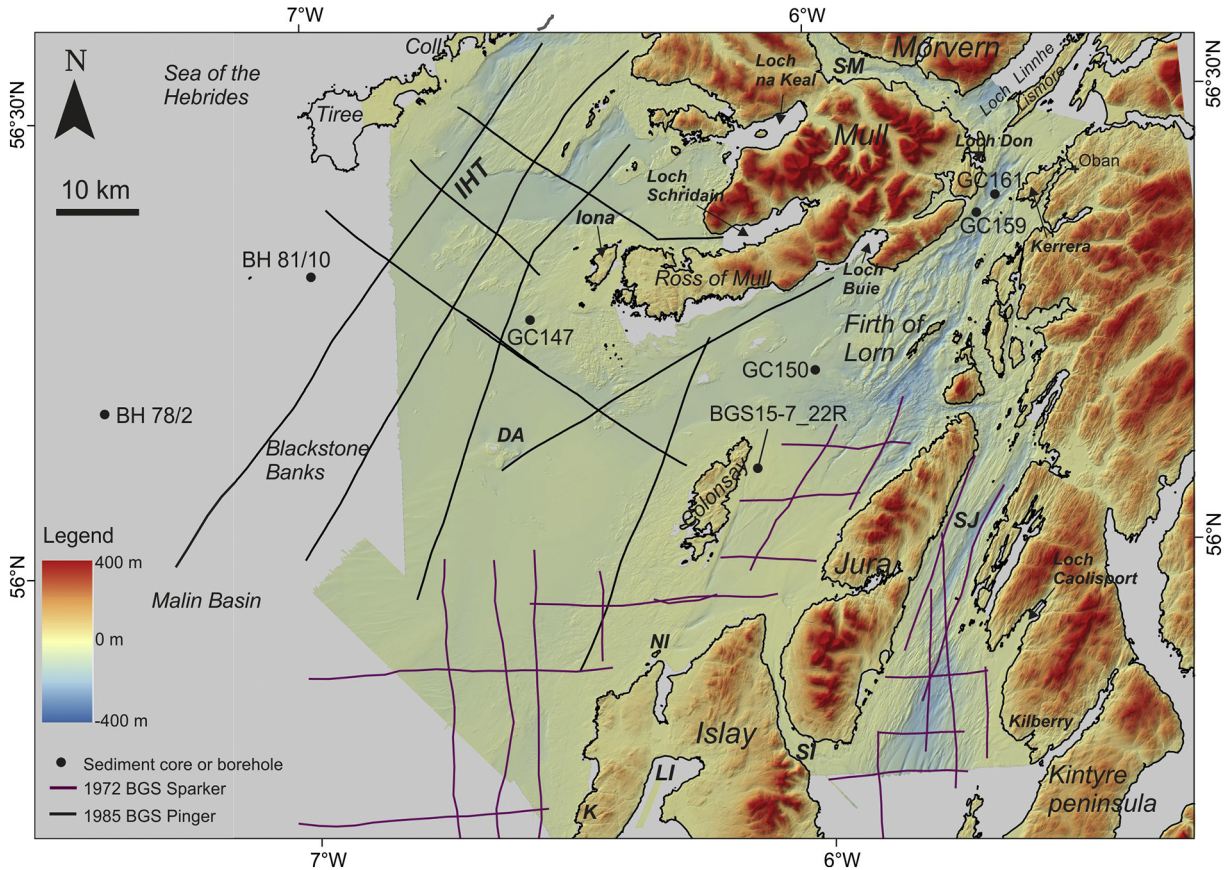 7°W
6°W
56°30'N
56°30'N
N
Sea of the
Hebrides
10 km
Coll
Tiree
IHT
Loch
na Keal
SM
Morvern
Loch Linnhe
Lismore
Mull
Loch Don
Oban
GC161
GC159
Kerrera
Loch
Schridain
Iona
Ross of Mull
Loch
Buie
BH 81/10
GC147
Firth of
Lorn
GC150
BH 78/2
BGS15-7_22R
DA
Blackstone
Banks
Colonsay
SJ
Jura
Loch
Caolisport
Malin Basin
56°N
56°N
Legend
400 m
0 m
-400 m
NI
Islay
LI
SI
K
Kilberry
Kintyre
peninsula
Sediment core or borehole
1972 BGS Sparker
1985 BGS Pinger
7°W
6°W